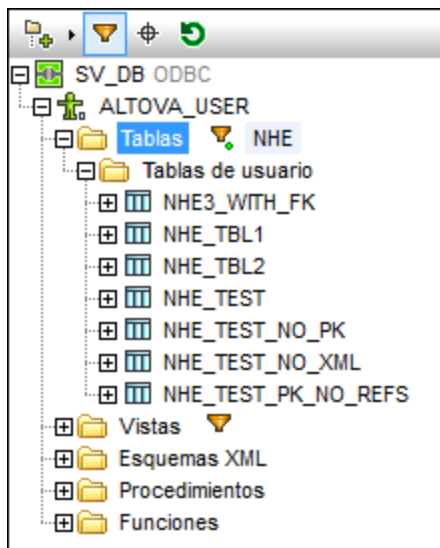 SV_DB ODBC
ALTOVA_USER
Tablas NHE
Tablas de usuario
NHE3_WITH_FK
NHE_TBL1
NHE_TBL2
NHE_TEST
NHE_TEST_NO_PK
NHE_TEST_NO_XML
NHE_TEST_PK_NO_REFS
Vistas
Esquemas XML
Procedimientos
Funciones